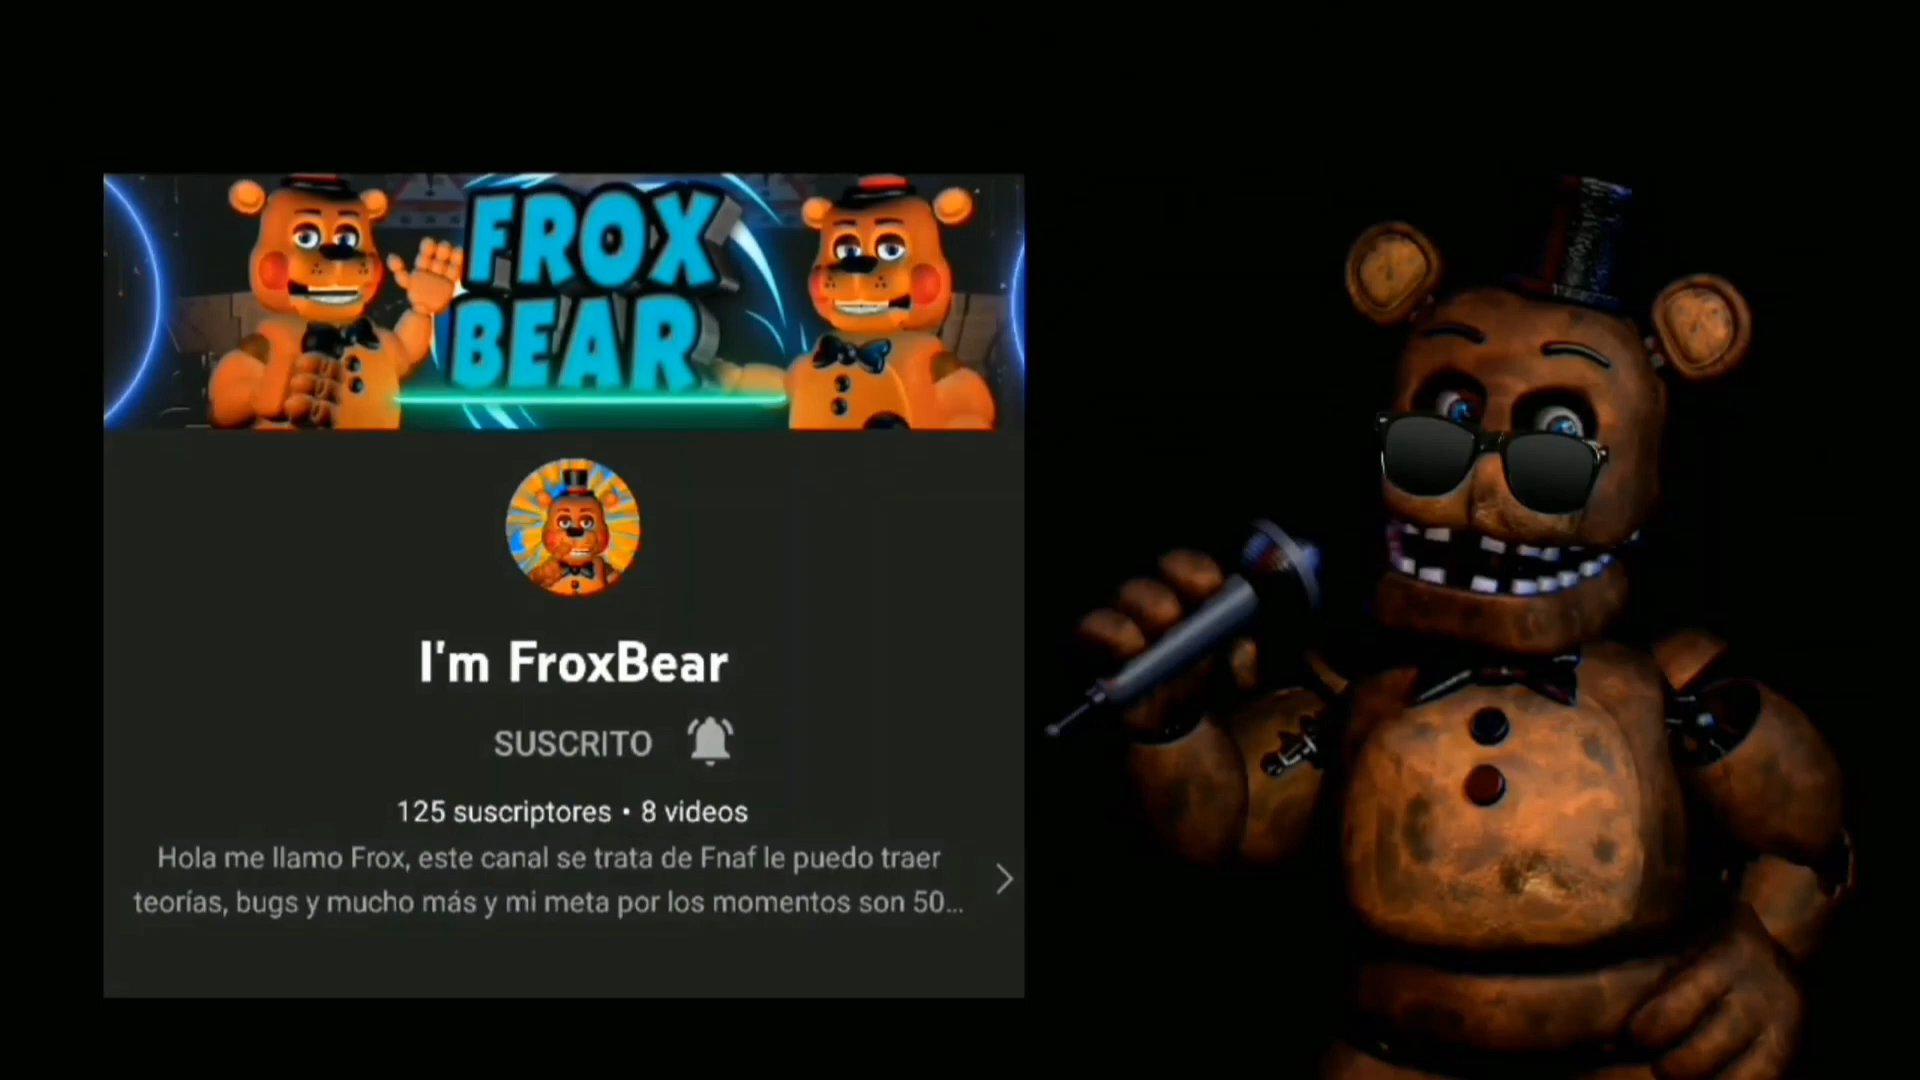 FROX
BEAR
I'm FroxBear
SUSCRITO
125 suscriptores • 8 videos
Hola me llamo Frox, este canal se trata de Fnaf le puedo traer
teorías, bugs y mucho más y mi meta por los momentos son 50...